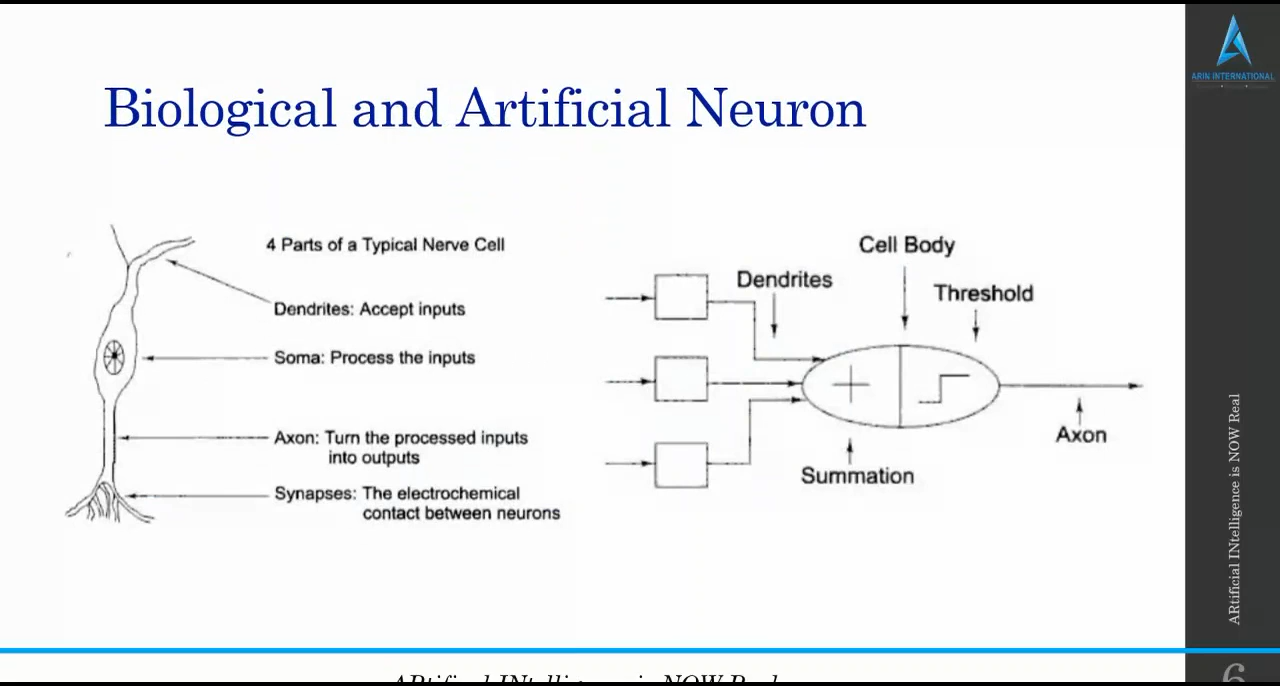 Biological and Artificial Neuron
4 Parts of a Typical Nerve Cell
Dendrites: Accept inputs
Soma: Process the inputs
Axon: Turn the processed inputs
into outputs
Synapses: The electrochemical
contact between neurons
Cell Body
Dendrites
Threshold
Axon
Summation
ARIN INTERNATIONAL
ARtificial INtelligence is NOW Real
6